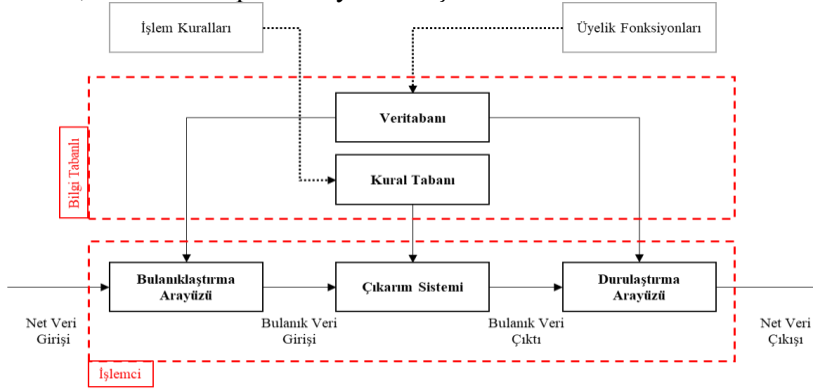 İşlem Kuralları
Üyelik Fonksiyonları
Veritabanı
Bilgi Tabanlı
Kural Tabanı
Bulanıklaştırma
Arayüzü
Çıkarım Sistemi
Durulaştırma
Arayüzü
Net Veri
Girişi
Bulanık Veri
Girişi
Bulanık Veri
Çıktı
Net Veri
Çıkışı
İşlemci